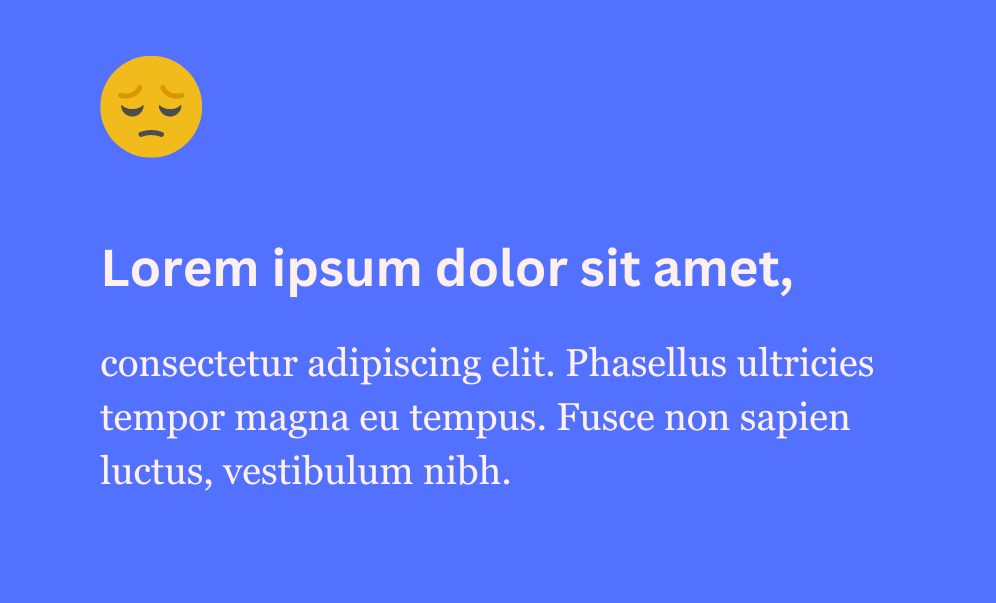 Lorem ipsum dolor sit amet,
consectetur adipiscing elit. Phasellus ultricies
tempor magna eu tempus. Fusce non sapien
luctus, vestibulum nibh.